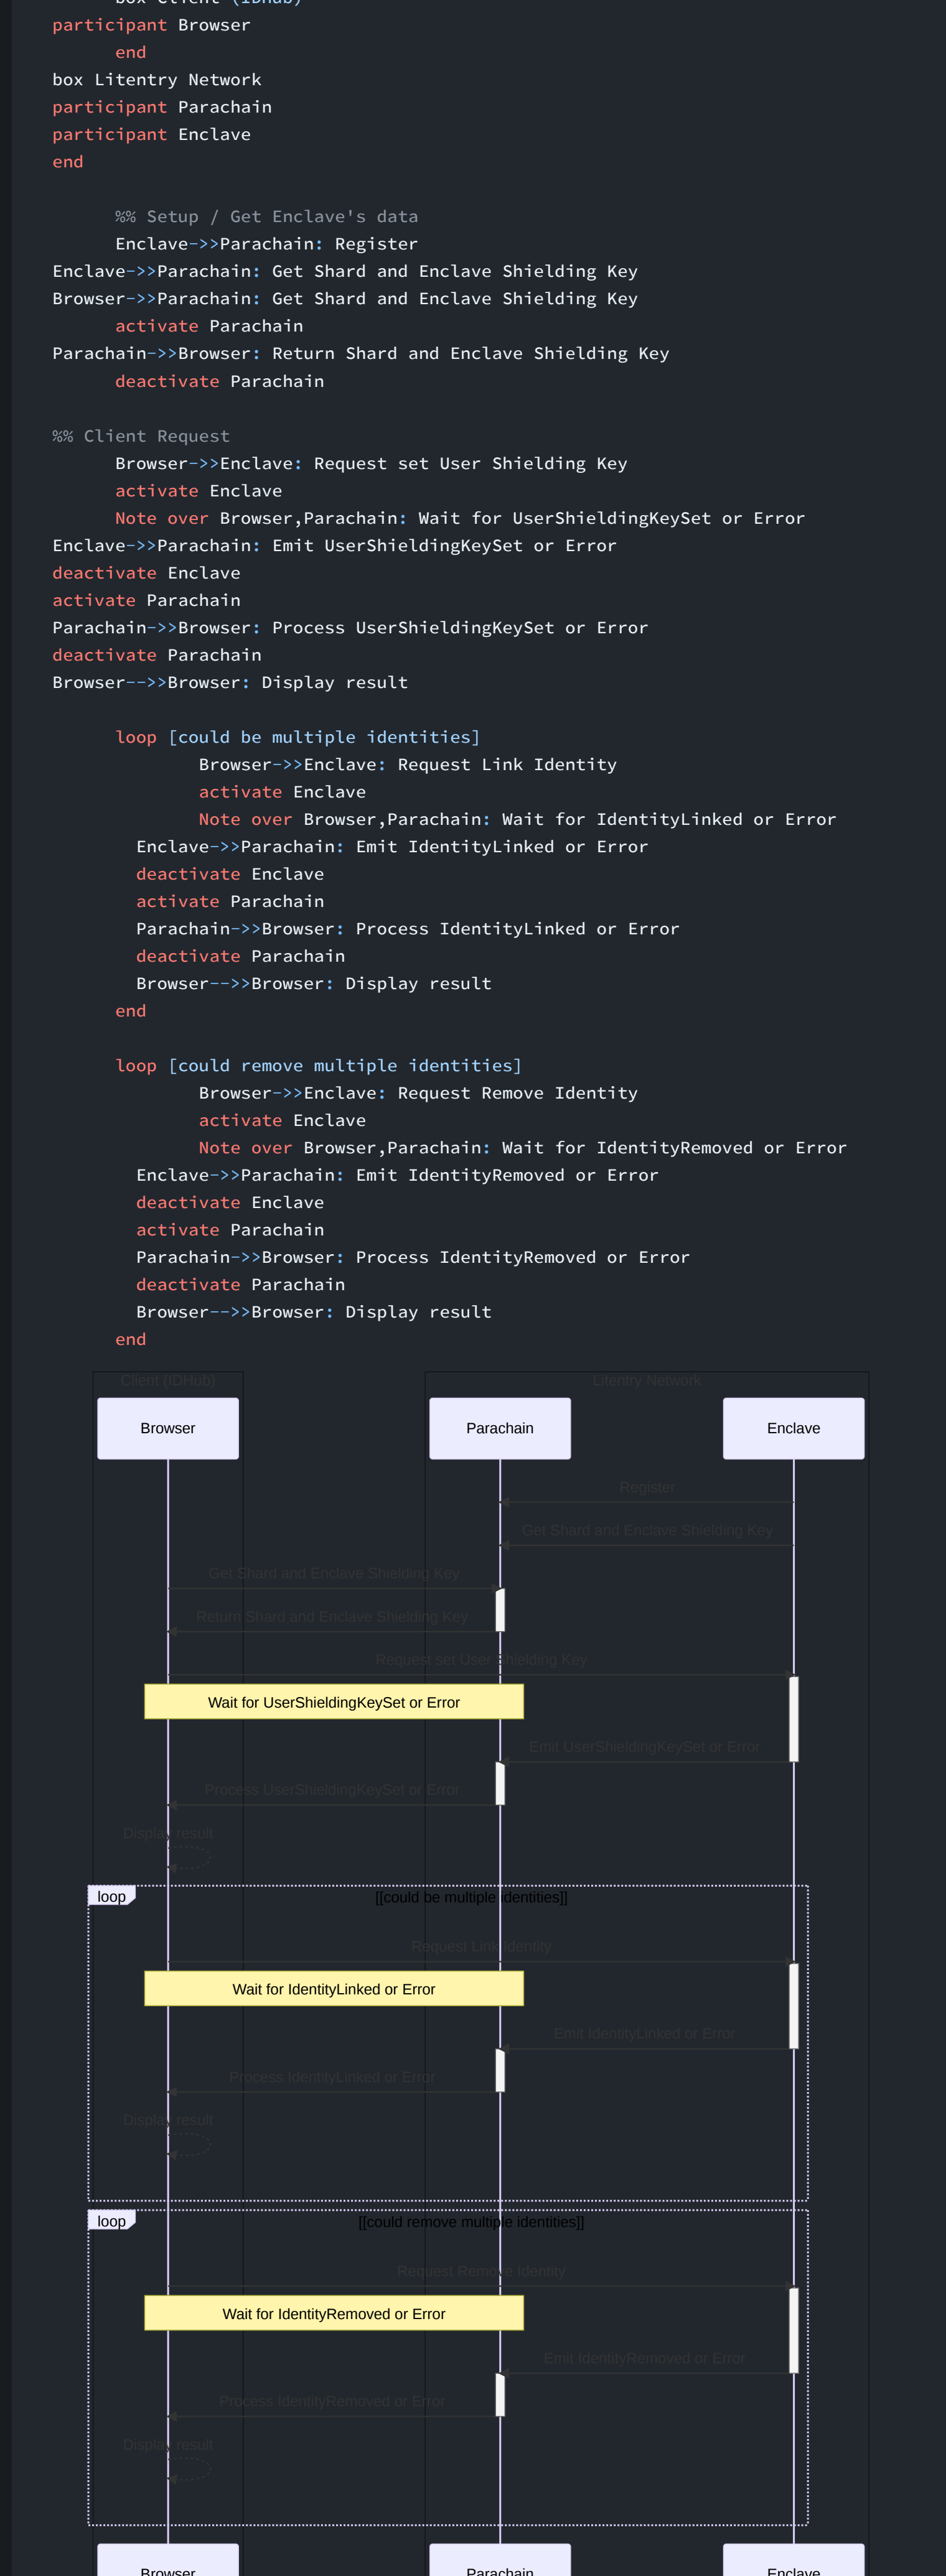 box Client (IDHub)
participant Browser
end
box Litentry Network
participant Parachain
participant Enclave
end
%% Setup / Get Enclave's data
Enclave->>Parachain: Register
Enclave->>Parachain: Get Shard and Enclave Shielding Key
Browser->>Parachain: Get Shard and Enclave Shielding Key
activate Parachain
Parachain->>Browser: Return Shard and Enclave Shielding Key
deactivate Parachain
%% Client Request
Browser->>Enclave: Request set User Shielding Key
activate Enclave
Note over Browser,Parachain: Wait for UserShieldingKeySet or Error
Enclave->>Parachain: Emit UserShieldingKeySet or Error
deactivate Enclave
activate Parachain
Parachain->>Browser: Process UserShieldingKeySet or Error
deactivate Parachain
Browser-->>Browser: Display result
loop [could be multiple identities]
Browser->>Enclave: Request Link Identity
activate Enclave
Note over Browser,Parachain: Wait for IdentityLinked or Error
Enclave->>Parachain: Emit IdentityLinked or Error
deactivate Enclave
activate Parachain
Parachain->>Browser: Process IdentityLinked or Error
deactivate Parachain
Browser-->>Browser: Display result
end
loop [could remove multiple identities]
Browser->>Enclave: Request Remove Identity
activate Enclave
Note over Browser,Parachain: Wait for IdentityRemoved or Error
Enclave->>Parachain: Emit IdentityRemoved or Error
deactivate Enclave
activate Parachain
Parachain->>Browser: Process IdentityRemoved or Error
deactivate Parachain
Browser-->>Browser: Display result
end
Client (IDHub) Litentry Network
Browser Parachain Enclave
Register
Get Shard and Enclave Shielding Key
Get Shard and Enclave Shielding Key
Return Shard and Enclave Shielding Key
Request set User Shielding Key
Wait for UserShieldingKeySet or Error
Emit UserShieldingKeySet or Error
Process UserShieldingKeySet or Error
Display result
loop [[could be multiple identities]]
Request Link Identity
Wait for IdentityLinked or Error
Emit IdentityLinked or Error
Process IdentityLinked or Error
Display result
loop [[could remove multiple identities]]
Request Remove Identity
Wait for IdentityRemoved or Error
Emit IdentityRemoved or Error
Process IdentityRemoved or Error
Display result
Browser Parachain Enclave